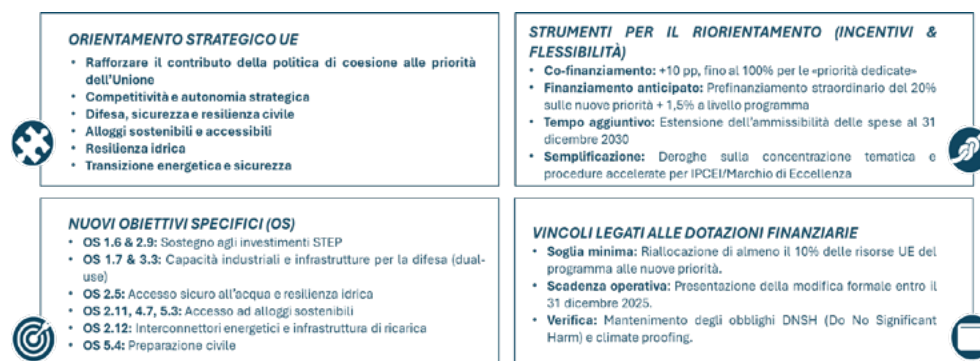 ORIENTAMENTO STRATEGICO UE
• Rafforzare il contributo della politica di coesione alle priorità
dell'Unione
• Competitività e autonomia strategica
• Difesa, sicurezza e resilienza civile
• Alloggi sostenibili e accessibili
• Resilienza idrica
• Transizione energetica e sicurezza
STRUMENTI PER IL RIORIENTAMENTO (INCENTIVI &
FLESSIBILITÀ)
• Co-finanziamento: +10 pp, fino al 100% per le «priorità dedicate»
• Finanziamento anticipato: Prefinanziamento straordinario del 20%
sulle nuove priorità + 1,5% a livello programma
• Tempo aggiuntivo: Estensione dell'ammissibilità delle spese al 31
dicembre 2030
• Semplificazione: Deroghe sulla concentrazione tematica e
procedure accelerate per IPCEI/Marchio di Eccellenza
NUOVI OBIETTIVI SPECIFICI (OS)
• OS 1.6 & 2.9: Sostegno agli investimenti STEP
• OS 1.7 & 3.3: Capacità industriali e infrastrutture per la difesa (dual-
use)
• OS 2.5: Accesso sicuro all'acqua e resilienza idrica
• OS 2.11, 4.7, 5.3: Accesso ad alloggi sostenibili
• OS 2.12: Interconnettori energetici e infrastruttura di ricarica
• OS 5.4: Preparazione civile
VINCOLI LEGATI ALLE DOTAZIONI FINANZIARIE
• Soglia minima: Riallocazione di almeno il 10% delle risorse UE del
programma alle nuove priorità.
• Scadenza operativa: Presentazione della modifica formale entro il
31 dicembre 2025.
• Verifica: Mantenimento degli obblighi DNSH (Do No Significant
Harm) e climate proofing.